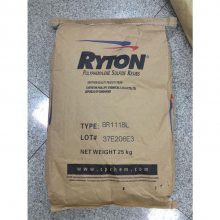 RYTON
POLYPHENYLENE SULFIDE RESINS
TYPE: BR111BL
LOT# 37E206E3
NET WEIGHT 25 kg
www.cpchem.com